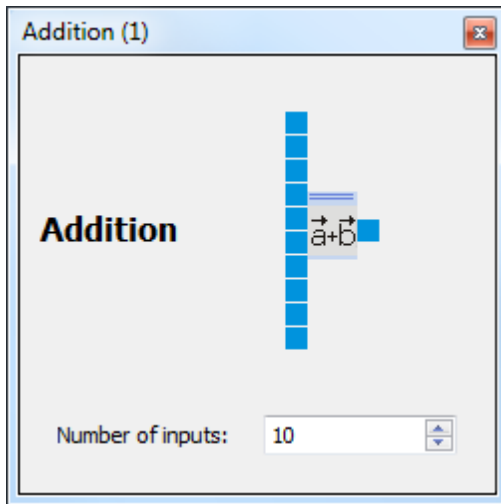 Addition (1)
Addition
a⃗+b⃗
Number of inputs: 10